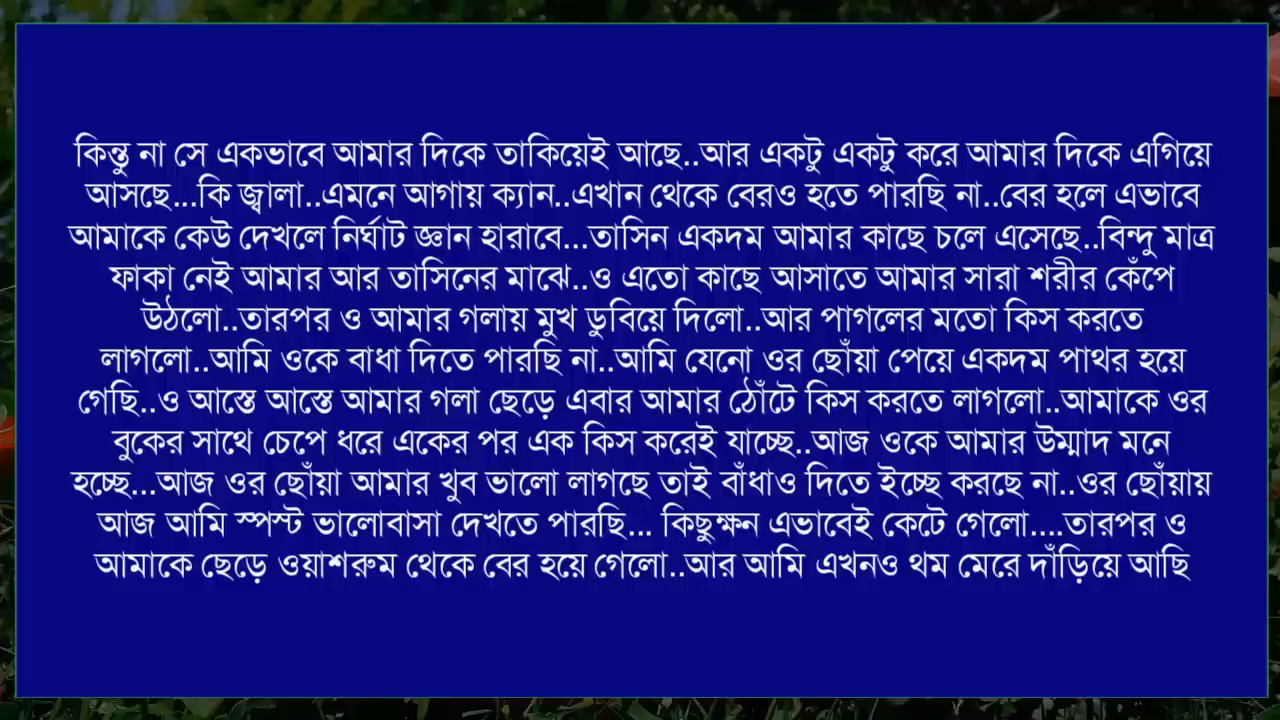 কিন্তু না সে একভাবে আমার দিকে তাকিয়েই আছে..আর একটু একটু করে আমার দিকে এগিয়ে
আসছে...কি জ্বালা..এমনে আগায় ক্যান..এখান থেকে বেরও হতে পারছি না..বের হলে এভাবে
আমাকে কেউ দেখলে নির্ঘাট জ্ঞান হারাবে...তাসিন একদম আমার কাছে চলে এসেছে..বিন্দু মাত্র
ফাকা নেই আমার আর তাসিনের মাঝে..ও এতো কাছে আসাতে আমার সারা শরীর কেঁপে
উঠলো..তারপর ও আমার গলায় মুখ ডুবিয়ে দিলো..আর পাগলের মতো কিস করতে
লাগলো..আমি ওকে বাধা দিতে পারছি না..আমি যেনো ওর ছোঁয়া পেয়ে একদম পাথর হয়ে
গেছি..ও আস্তে আস্তে আমার গলা ছেড়ে এবার আমার ঠোঁটে কিস করতে লাগলো..আমাকে ওর
বুকের সাথে চেপে ধরে একের পর এক কিস করেই যাচ্ছে..আজ ওকে আমার উম্মাদ মনে
হচ্ছে...আজ ওর ছোঁয়া আমার খুব ভালো লাগছে তাই বাঁধাও দিতে ইচ্ছে করছে না..ওর ছোঁয়ায়
আজ আমি স্পস্ট ভালোবাসা দেখতে পারছি... কিছুক্ষন এভাবেই কেটে গেলো....তারপর ও
আমাকে ছেড়ে ওয়াশরুম থেকে বের হয়ে গেলো..আর আমি এখনও থম মেরে দাঁড়িয়ে আছি